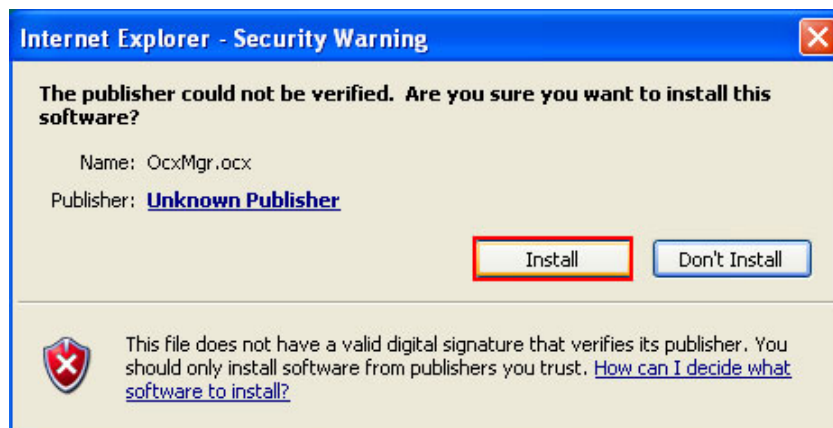 Internet Explorer - Security Warning
The publisher could not be verified. Are you sure you want to install this
software?
Name: OcxMgr.ocx
Publisher: Unknown Publisher
Install Don't Install
This file does not have a valid digital signature that verifies its publisher. You
should only install software from publishers you trust. How can I decide what
software to install?